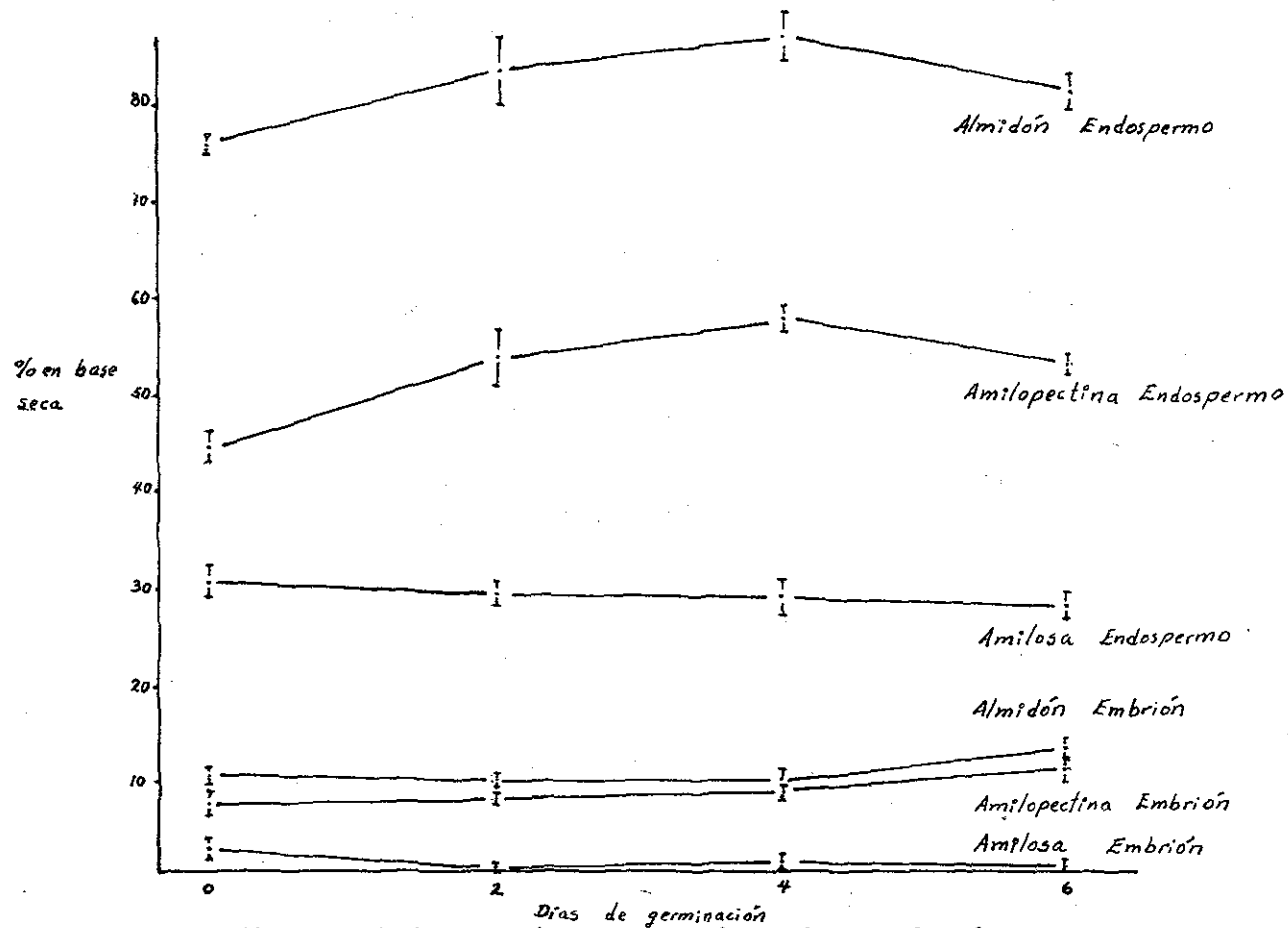 80
Almidón Endospermo
70
60
% en base
seca
50
Amilopectina Endospermo
40
30
Amilosa Endospermo
20
Almidón Embrión
10
Amilopectina Embrión
Amilosa Embrión
0 2 4 6
Días de germinación